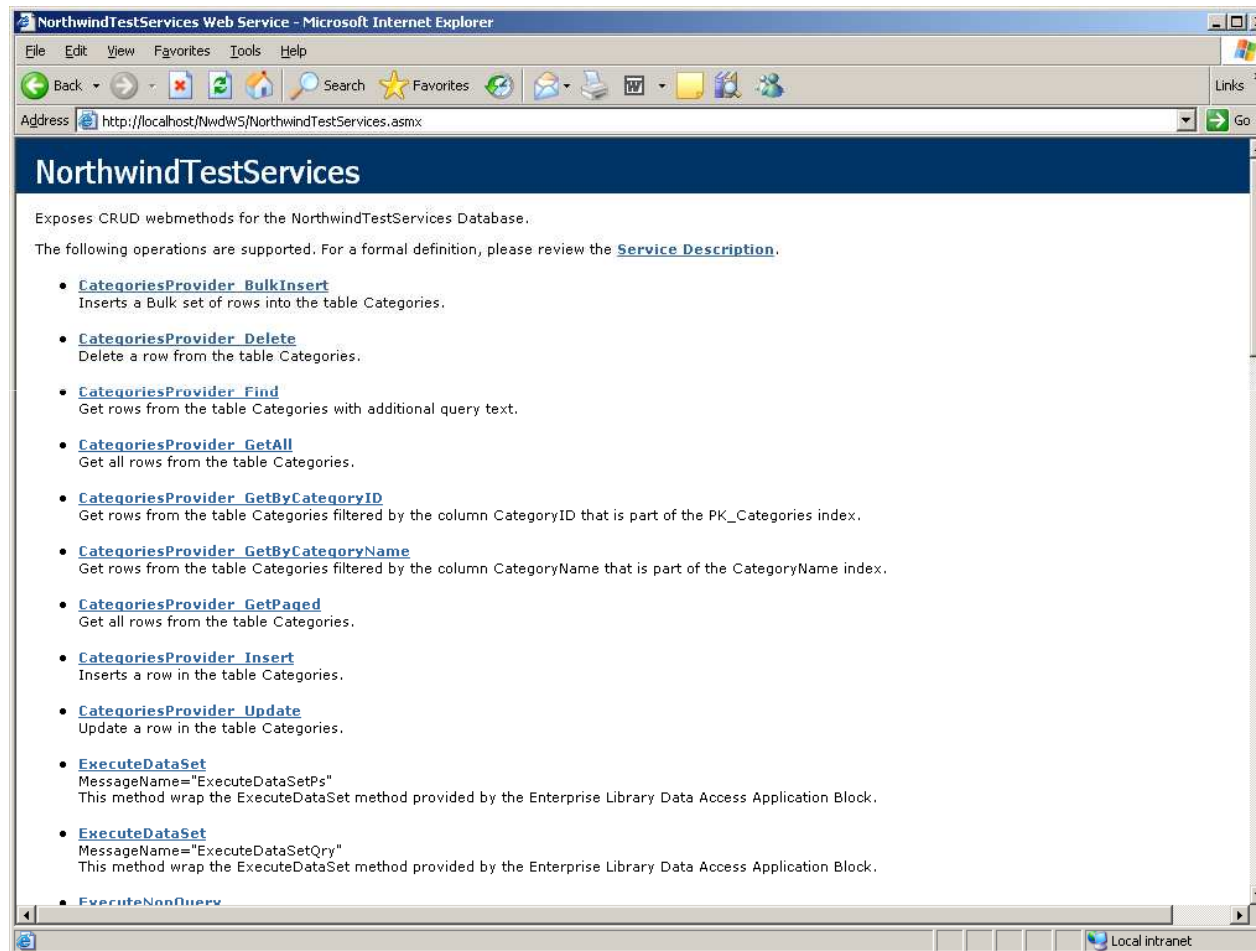 NorthwindTestServices Web Service - Microsoft Internet Explorer
File Edit View Favorites Tools Help
Back Search Favorites Links
Address http://localhost/NwdWS/NorthwindTestServices.asmx Go
NorthwindTestServices
Exposes CRUD webmethods for the NorthwindTestServices Database.
The following operations are supported. For a formal definition, please review the Service Description.
CategoriesProvider_BulkInsert
Inserts a Bulk set of rows into the table Categories.
CategoriesProvider_Delete
Delete a row from the table Categories.
CategoriesProvider_Find
Get rows from the table Categories with additional query text.
CategoriesProvider_GetAll
Get all rows from the table Categories.
CategoriesProvider_GetByCategoryID
Get rows from the table Categories filtered by the column CategoryID that is part of the PK_Categories index.
CategoriesProvider_GetByCategoryName
Get rows from the table Categories filtered by the column CategoryName that is part of the CategoryName index.
CategoriesProvider_GetPaged
Get all rows from the table Categories.
CategoriesProvider_Insert
Inserts a row in the table Categories.
CategoriesProvider_Update
Update a row in the table Categories.
ExecuteDataSet
MessageName="ExecuteDataSetPs"
This method wrap the ExecuteDataSet method provided by the Enterprise Library Data Access Application Block.
ExecuteDataSet
MessageName="ExecuteDataSetQry"
This method wrap the ExecuteDataSet method provided by the Enterprise Library Data Access Application Block.
ExecuteNonQuery
Local intranet